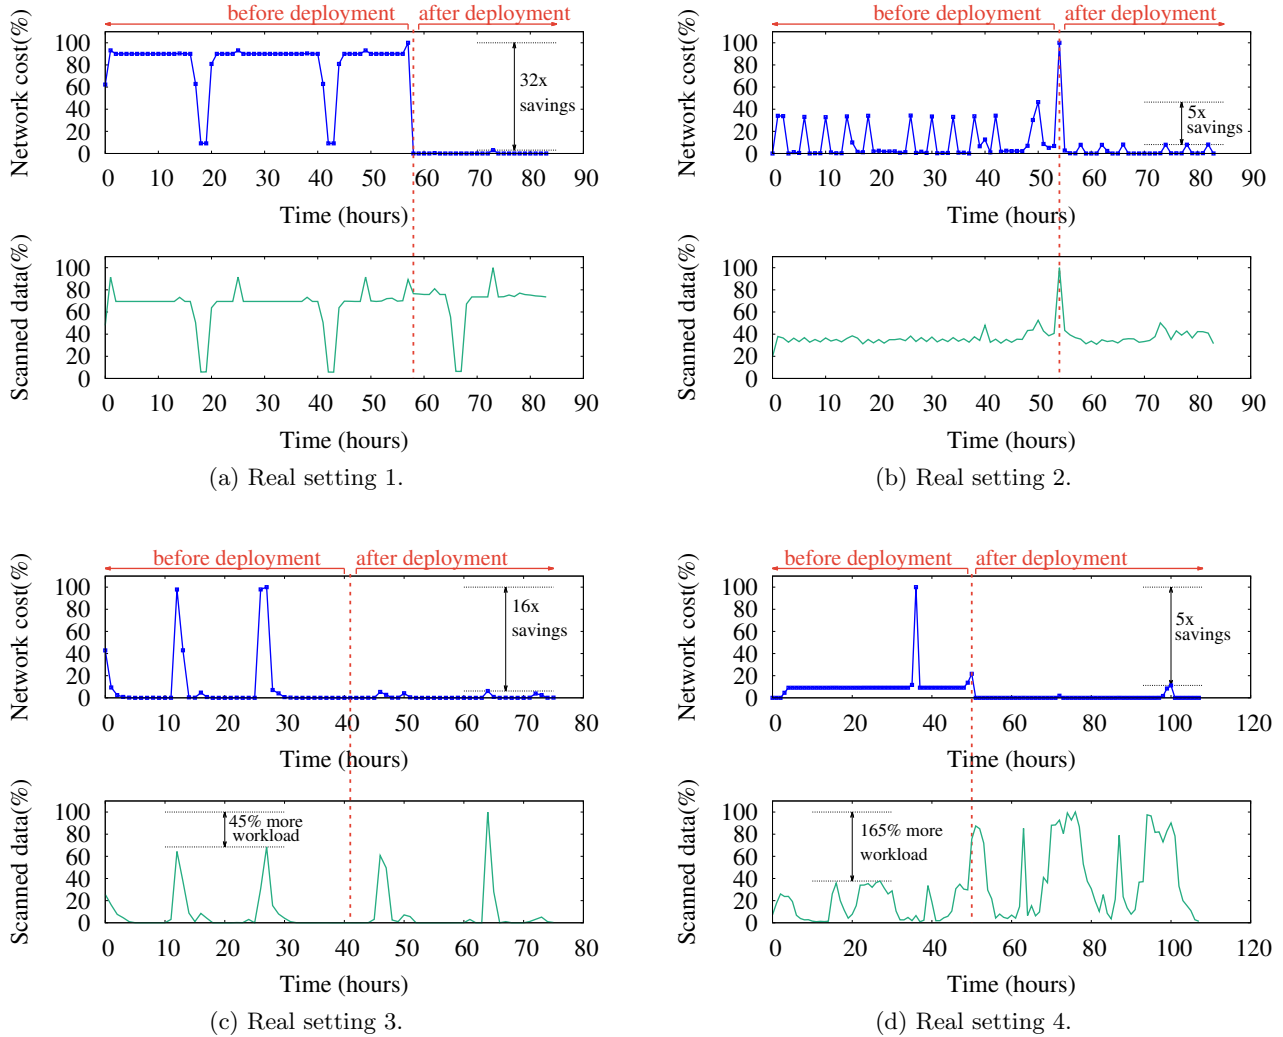 before deployment after deployment
Network cost(%)
100
80
60
40
20
0
32x
savings
0 10 20 30 40 50 60 70 80 90
Time (hours)
Scanned data(%)
100
80
60
40
20
0
0 10 20 30 40 50 60 70 80 90
Time (hours)
(a) Real setting 1.
before deployment after deployment
Network cost(%)
100
80
60
40
20
0
5x
savings
0 10 20 30 40 50 60 70 80 90
Time (hours)
Scanned data(%)
100
80
60
40
20
0
0 10 20 30 40 50 60 70 80 90
Time (hours)
(b) Real setting 2.
before deployment after deployment
Network cost(%)
100
80
60
40
20
0
16x
savings
0 10 20 30 40 50 60 70 80
Time (hours)
Scanned data(%)
100
80
60
40
20
0
45% more
workload
0 10 20 30 40 50 60 70 80
Time (hours)
(c) Real setting 3.
before deployment after deployment
Network cost(%)
100
80
60
40
20
0
5x
savings
0 20 40 60 80 100 120
Time (hours)
Scanned data(%)
100
80
60
40
20
0
165% more
workload
0 20 40 60 80 100 120
Time (hours)
(d) Real setting 4.